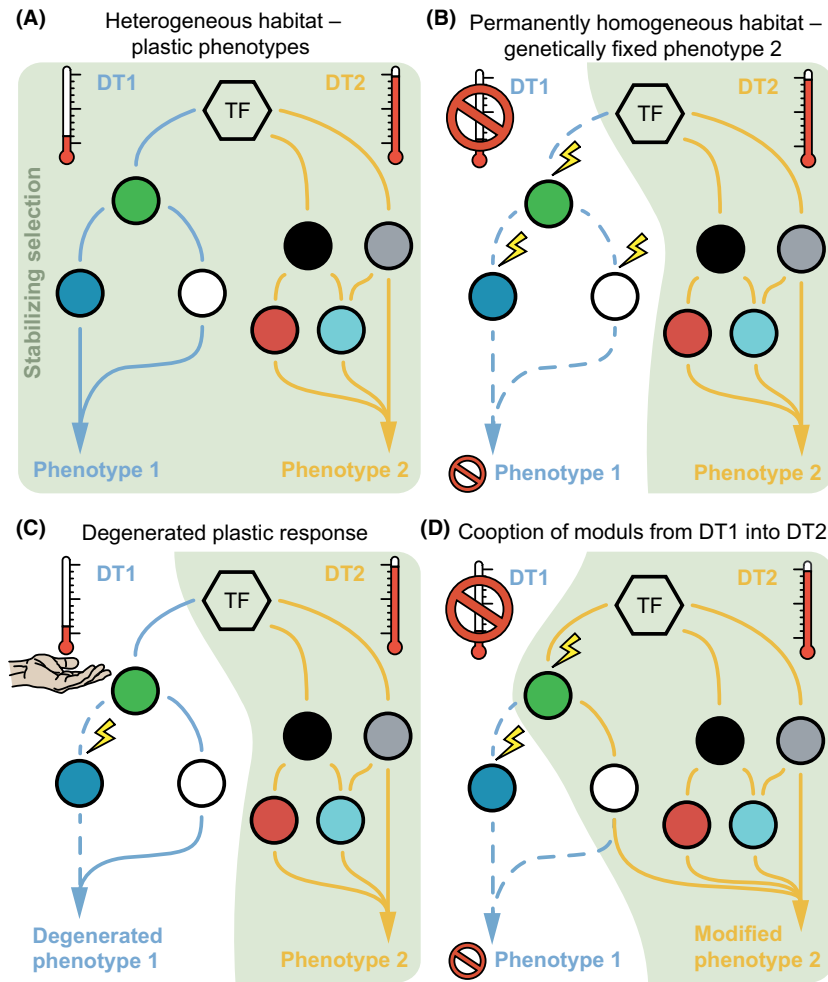 (A)
Heterogeneous habitat –
plastic phenotypes
DT1
TF
DT2
Stabilizing selection
Phenotype 1
Phenotype 2
(B)
Permanently homogeneous habitat –
genetically fixed phenotype 2
DT1
TF
DT2
Phenotype 1
Phenotype 2
(C)
Degenerated plastic response
DT1
TF
DT2
Degenerated
phenotype 1
Phenotype 2
(D)
Cooption of moduls from DT1 into DT2
DT1
TF
DT2
Phenotype 1
Modified
phenotype 2